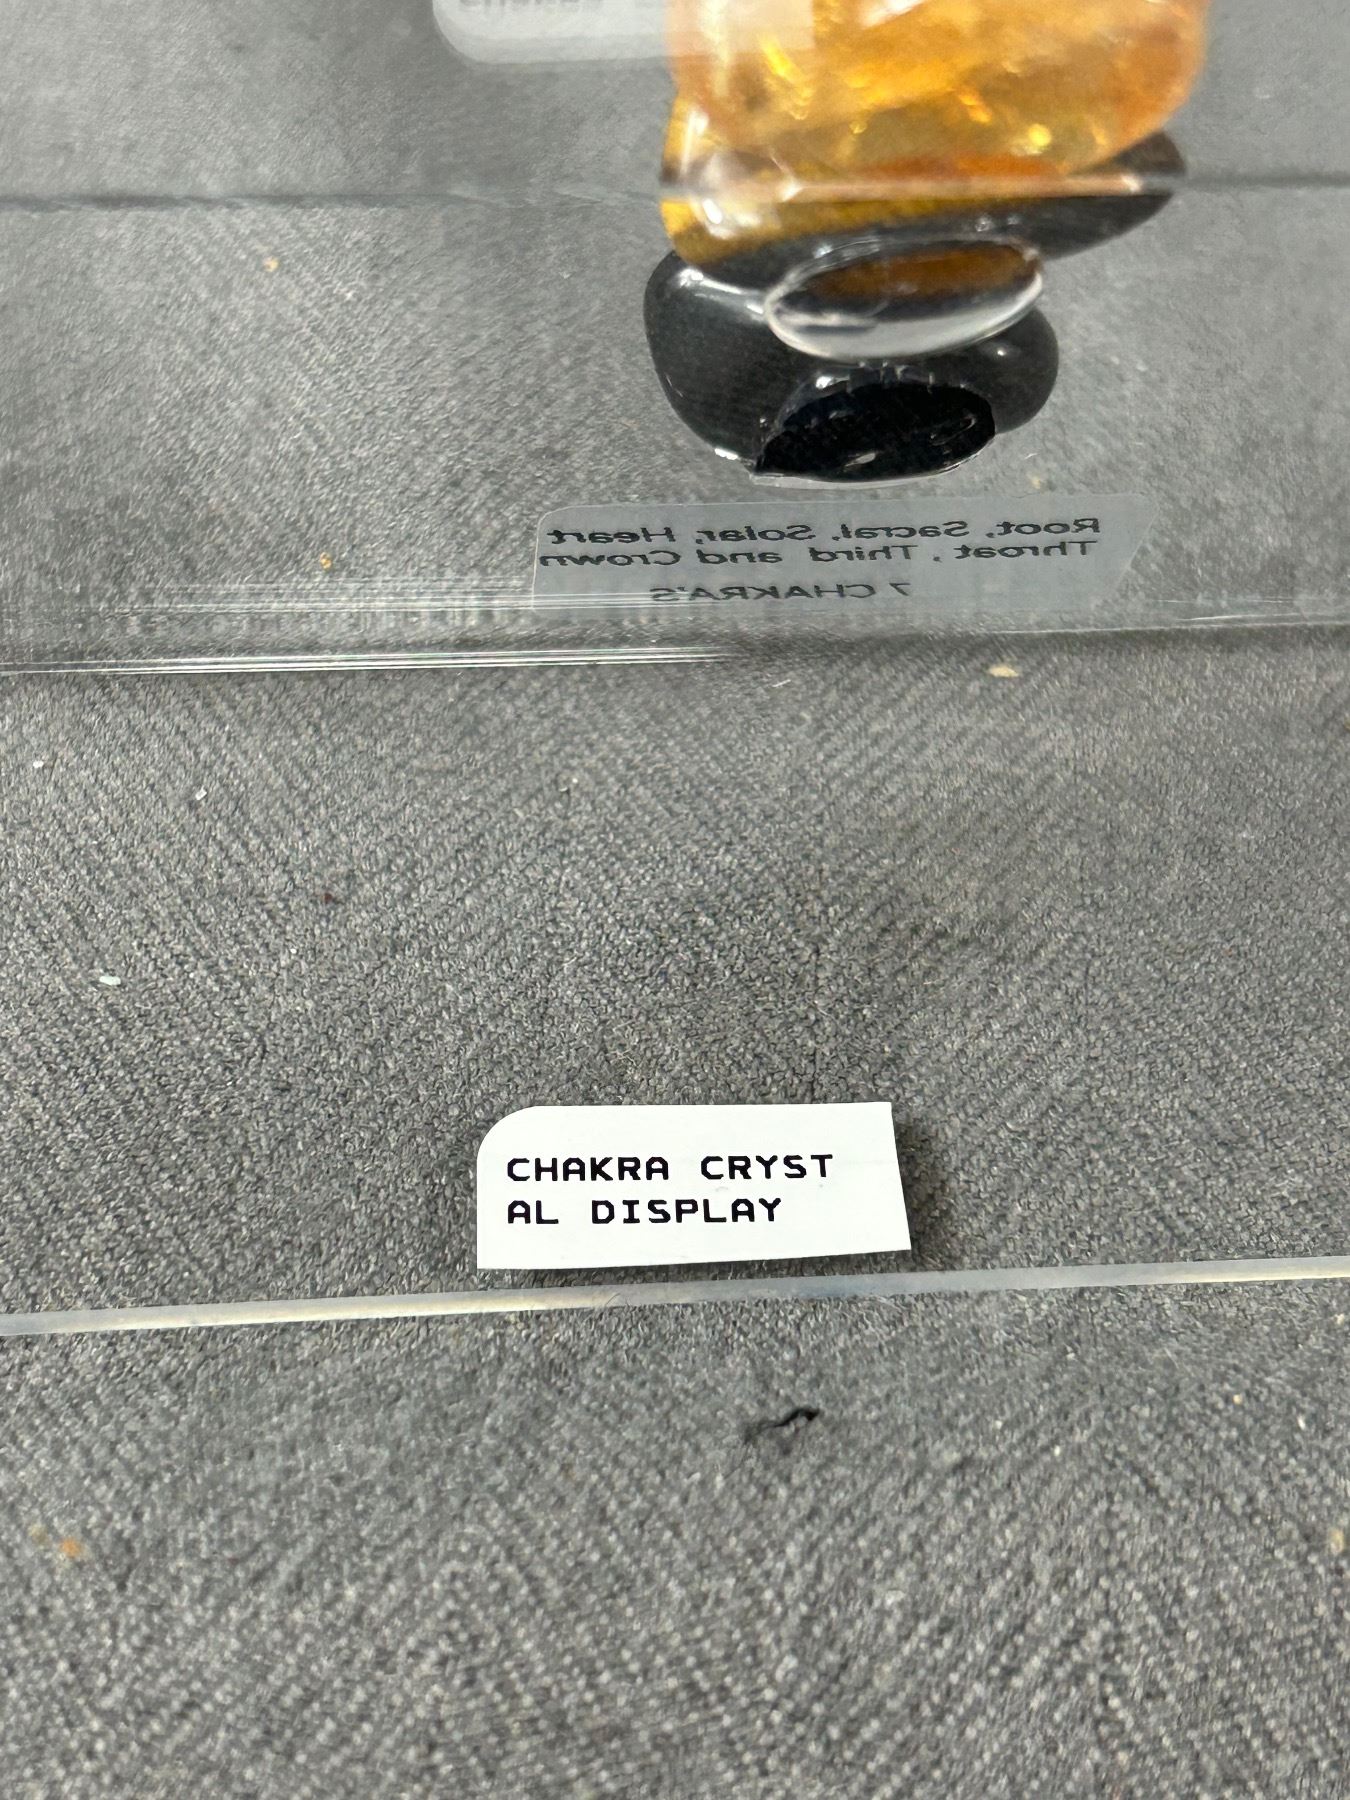 Root, Sacral, Solar, Heart
Throat, Third and Crown
7 CHAKRA'S
CHAKRA CRYST
AL DISPLAY